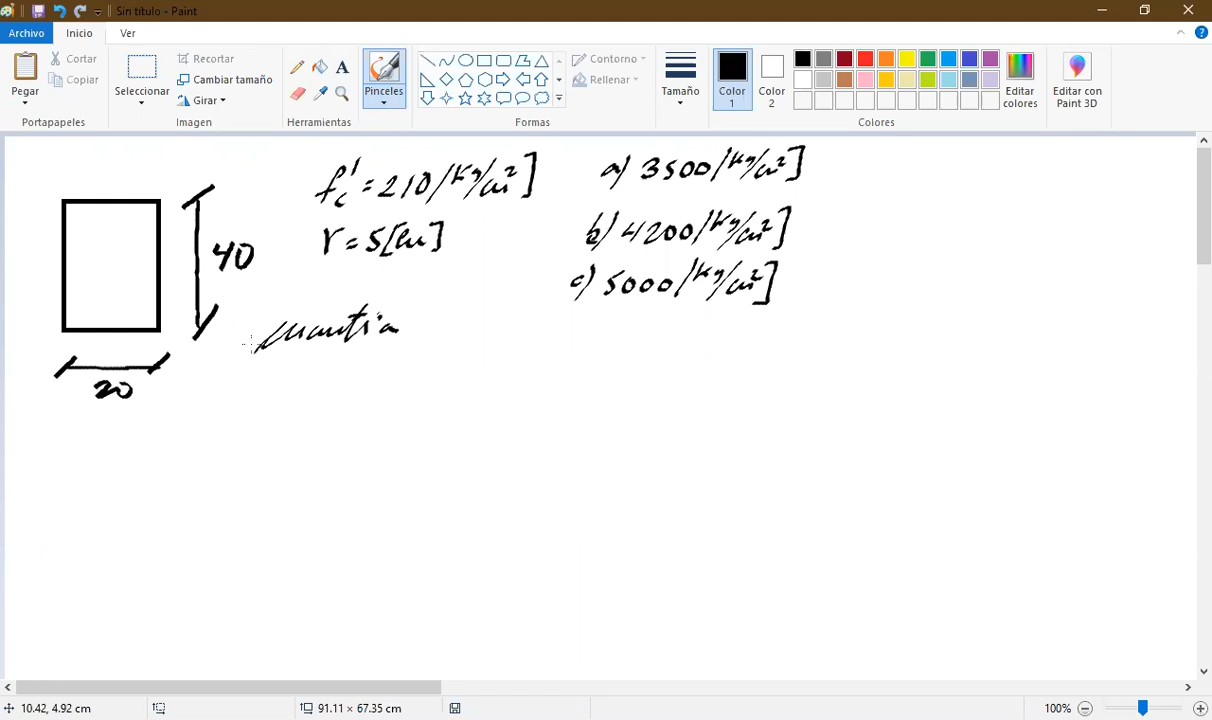 Sin título - Paint
Archivo Inicio Ver
Pegar
Portapapeles
Seleccionar
Recortar
Cambiar tamaño
Girar
Imagen
Cortar
Copiar
Herramientas
Pinceles
Contorno
Rellenar
Formas
Tamaño
Color 1
Color 2
Editar colores
Colores
Editar con Paint 3D
f'c = 210 [kg/cm²]
r = 5 [cm]
a) 3500 [kg/cm²]
b) 4200 [kg/cm²]
c) 5000 [kg/cm²]
40
20
cuantia
10.42, 4.92 cm
91.11 × 67.35 cm
100%